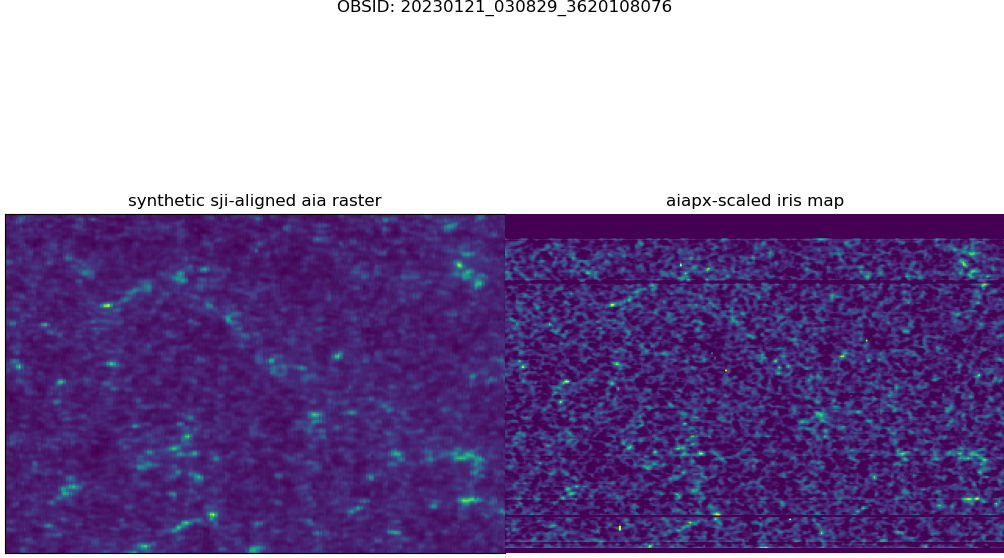 OBSID: 20230121_030829_3620108076
synthetic sji-aligned aia raster
aiapx-scaled iris map